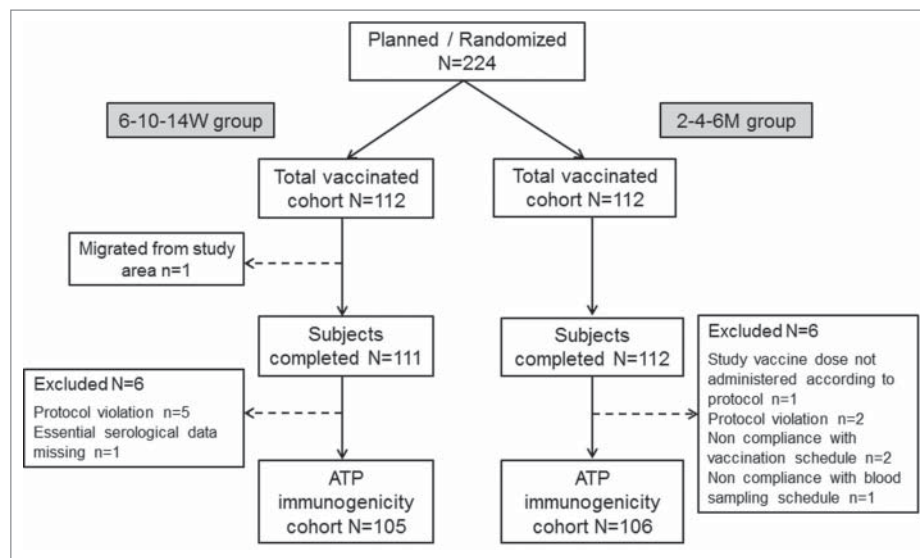 Planned / Randomized
N=224
6-10-14W group
2-4-6M group
Total vaccinated
cohort N=112
Total vaccinated
cohort N=112
Migrated from study
area n=1
Subjects
completed N=111
Subjects
completed N=112
Excluded N=6
Protocol violation n=5
Essential serological data
missing n=1
Excluded N=6
Study vaccine dose not
administered according to
protocol n=1
Protocol violation n=2
Non compliance with
vaccination schedule n=2
Non compliance with blood
sampling schedule n=1
ATP
immunogenicity
cohort N=105
ATP
immunogenicity
cohort N=106